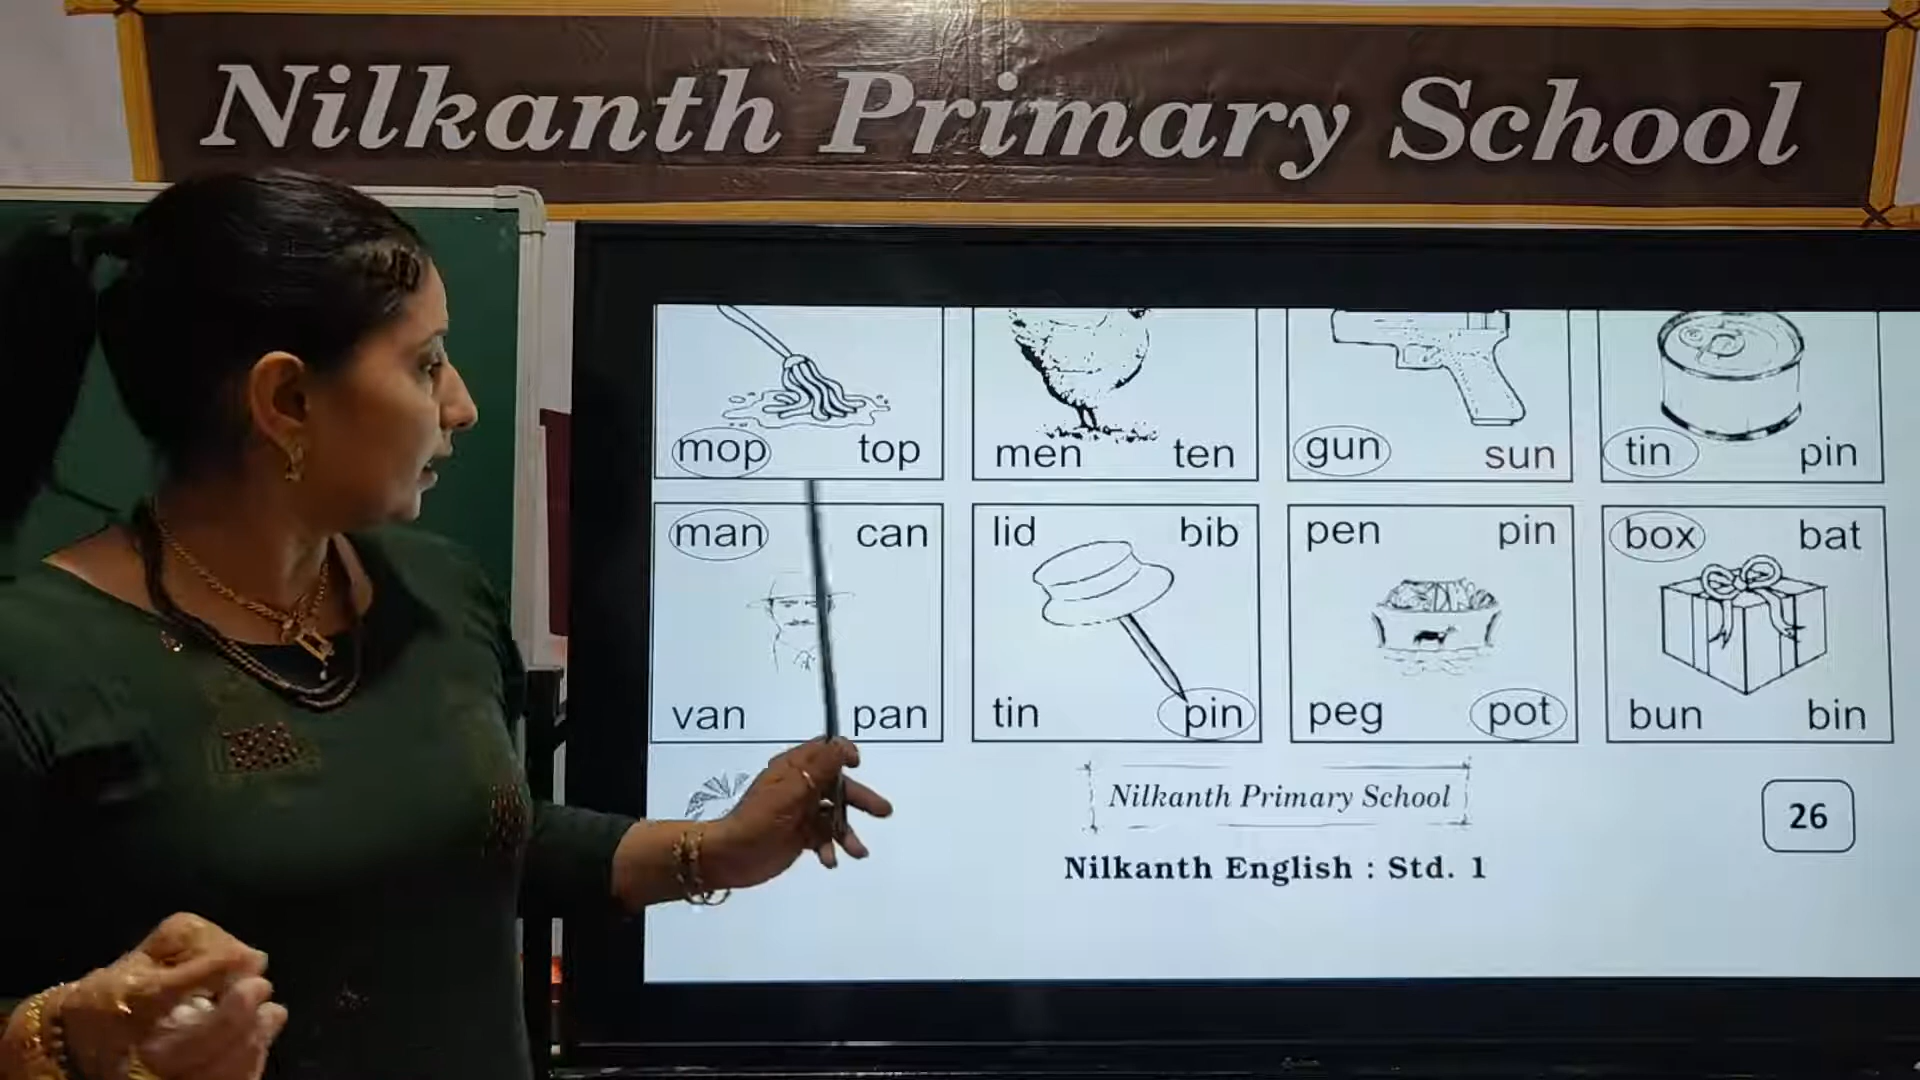 Nilkanth Primary School
mop top men ten gun sun tin pin
man can lid bib pen pin box bat
van pan tin pin peg pot bun bin
Nilkanth Primary School
26
Nilkanth English : Std. 1